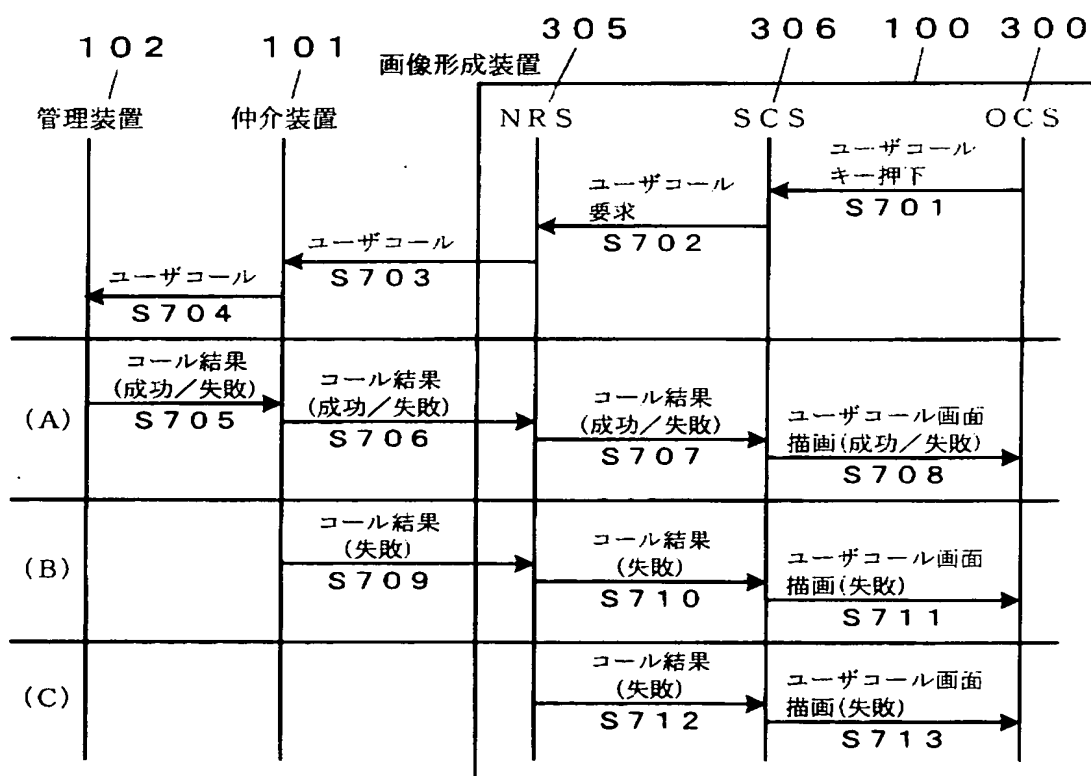 102
101
305
306
100
300
画像形成装置
管理装置
仲介装置
NRS
SCS
OCS
ユーザコール
キー押下
S701
ユーザコール
要求
S702
ユーザコール
S703
ユーザコール
S704
(A)
コール結果
(成功/失敗)
S705
コール結果
(成功/失敗)
S706
コール結果
(成功/失敗)
S707
ユーザコール画面
描画(成功/失敗)
S708
(B)
コール結果
(失敗)
S709
コール結果
(失敗)
S710
ユーザコール画面
描画(失敗)
S711
(C)
コール結果
(失敗)
S712
ユーザコール画面
描画(失敗)
S713